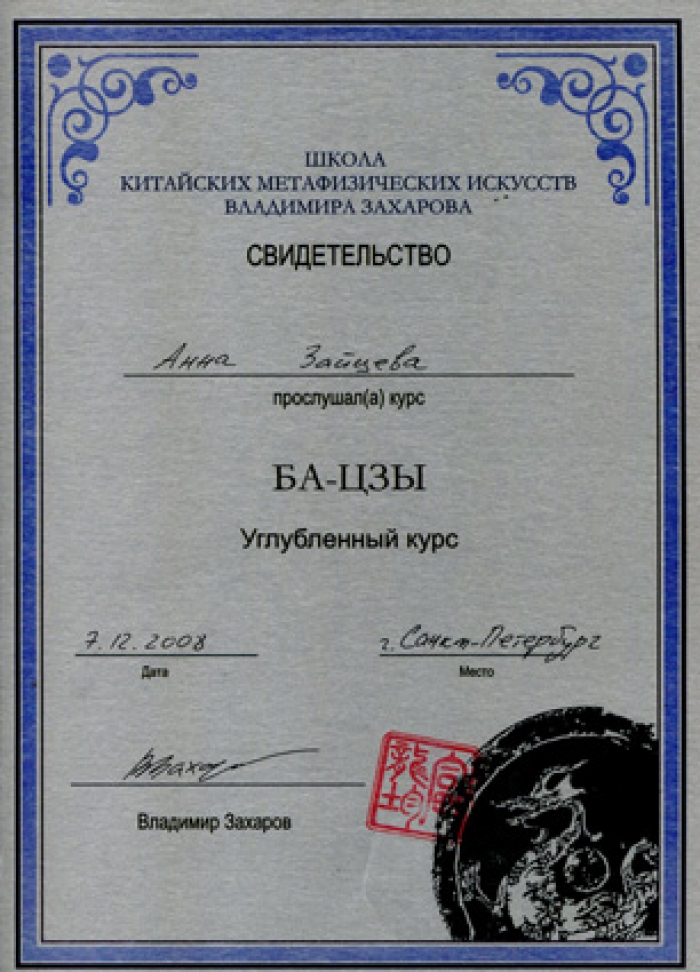 ШКОЛА
КИТАЙСКИХ МЕТАФИЗИЧЕСКИХ ИСКУССТВ
ВЛАДИМИРА ЗАХАРОВА
СВИДЕТЕЛЬСТВО
Анна Зайцева
прослушал(а) курс
БА-ЦЗЫ
Углубленный курс
7.12.2008 г. Санкт-Петербург
Дата Место
Владимир Захаров